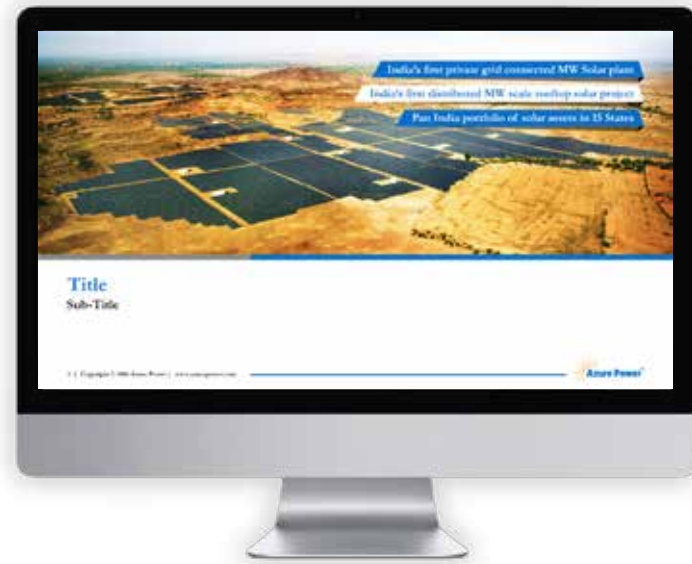 India's first private grid connected MW Solar plant
India's first distributed MW scale rooftop solar project
Pan India portfolio of solar assets in 15 States
Title
Sub-Title
Azure Power